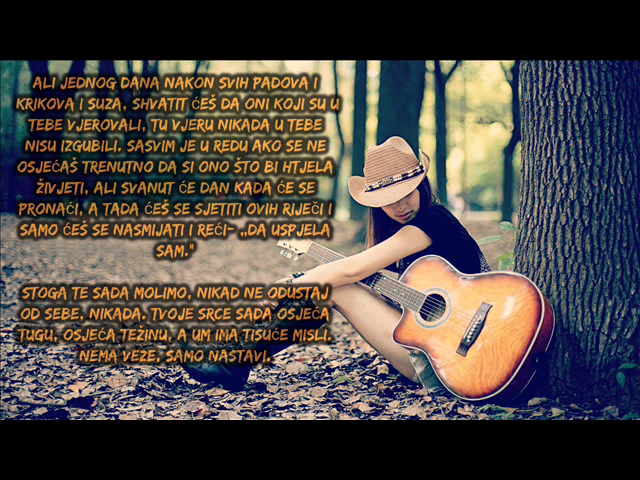 ALI JEDNOG DANA NAKON SVIH PADOVA I
KRIKOVA I SUZA, SHVATIT ĆEŠ DA ONI KOJI SU U
TEBE VJEROVALI, TU VJERU NIKADA U TEBE
NISU IZGUBILI. SASVIM JE U REDU AKO SE NE
OSJEĆAŠ TRENUTNO DA SI ONO ŠTO BI HTJELA
ŽIVJETI, ALI SVANUT ĆE DAN KADA ĆE SE
PRONAĆI, A TADA ĆEŠ SE SJETITI OVIH RIJEČI I
SAMO ĆEŠ SE NASMIJATI I REĆI- ,,DA USPJELA
SAM."
STOGA TE SADA MOLIMO, NIKAD NE ODUSTAJ
OD SEBE, NIKADA. TVOJE SRCE SADA OSJEĆA
TUGU, OSJEĆA TEŽINU, A UM IMA TISUĆE MISLI.
NEMA VEZE, SAMO NASTAVI.